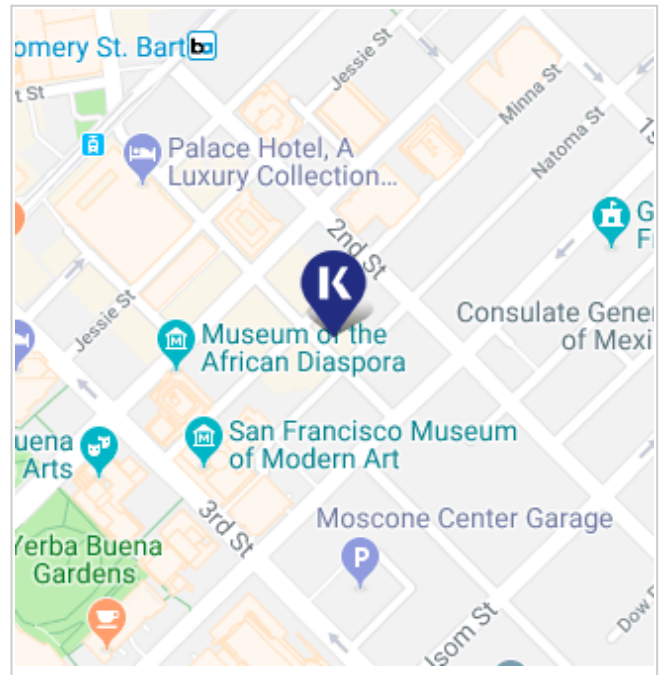 omery St. Bart
t St
Jessie St
Minna St
1s
Palace Hotel, A
Luxury Collection...
Natoma St
G
F
2nd St
K
Jessie St
Museum of the
African Diaspora
Consulate Gener
of Mexi
uena
Arts
San Francisco Museum
of Modern Art
3rd St
Moscone Center Garage
P
Yerba Buena
Gardens
lsom St